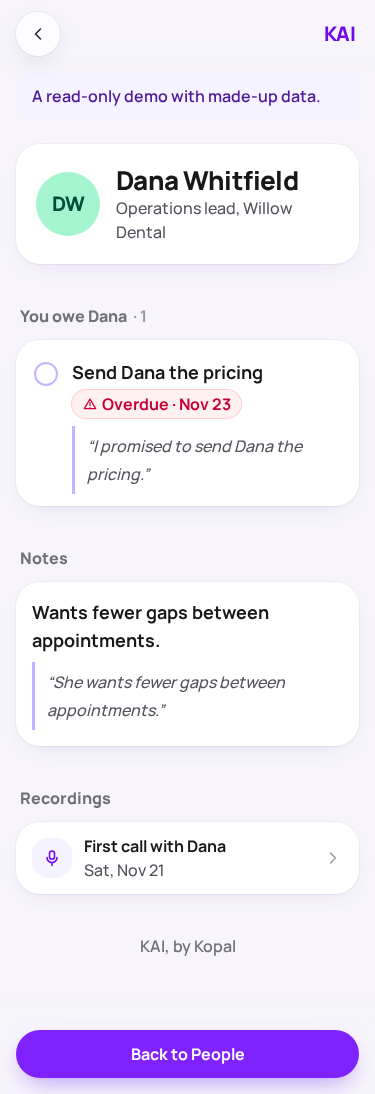 KAI
A read-only demo with made-up data.
DW
Dana Whitfield
Operations lead, Willow
Dental
You owe Dana · 1
Send Dana the pricing
Overdue · Nov 23
“I promised to send Dana the
pricing.”
Notes
Wants fewer gaps between
appointments.
“She wants fewer gaps between
appointments.”
Recordings
First call with Dana
Sat, Nov 21
KAI, by Kopal
Back to People